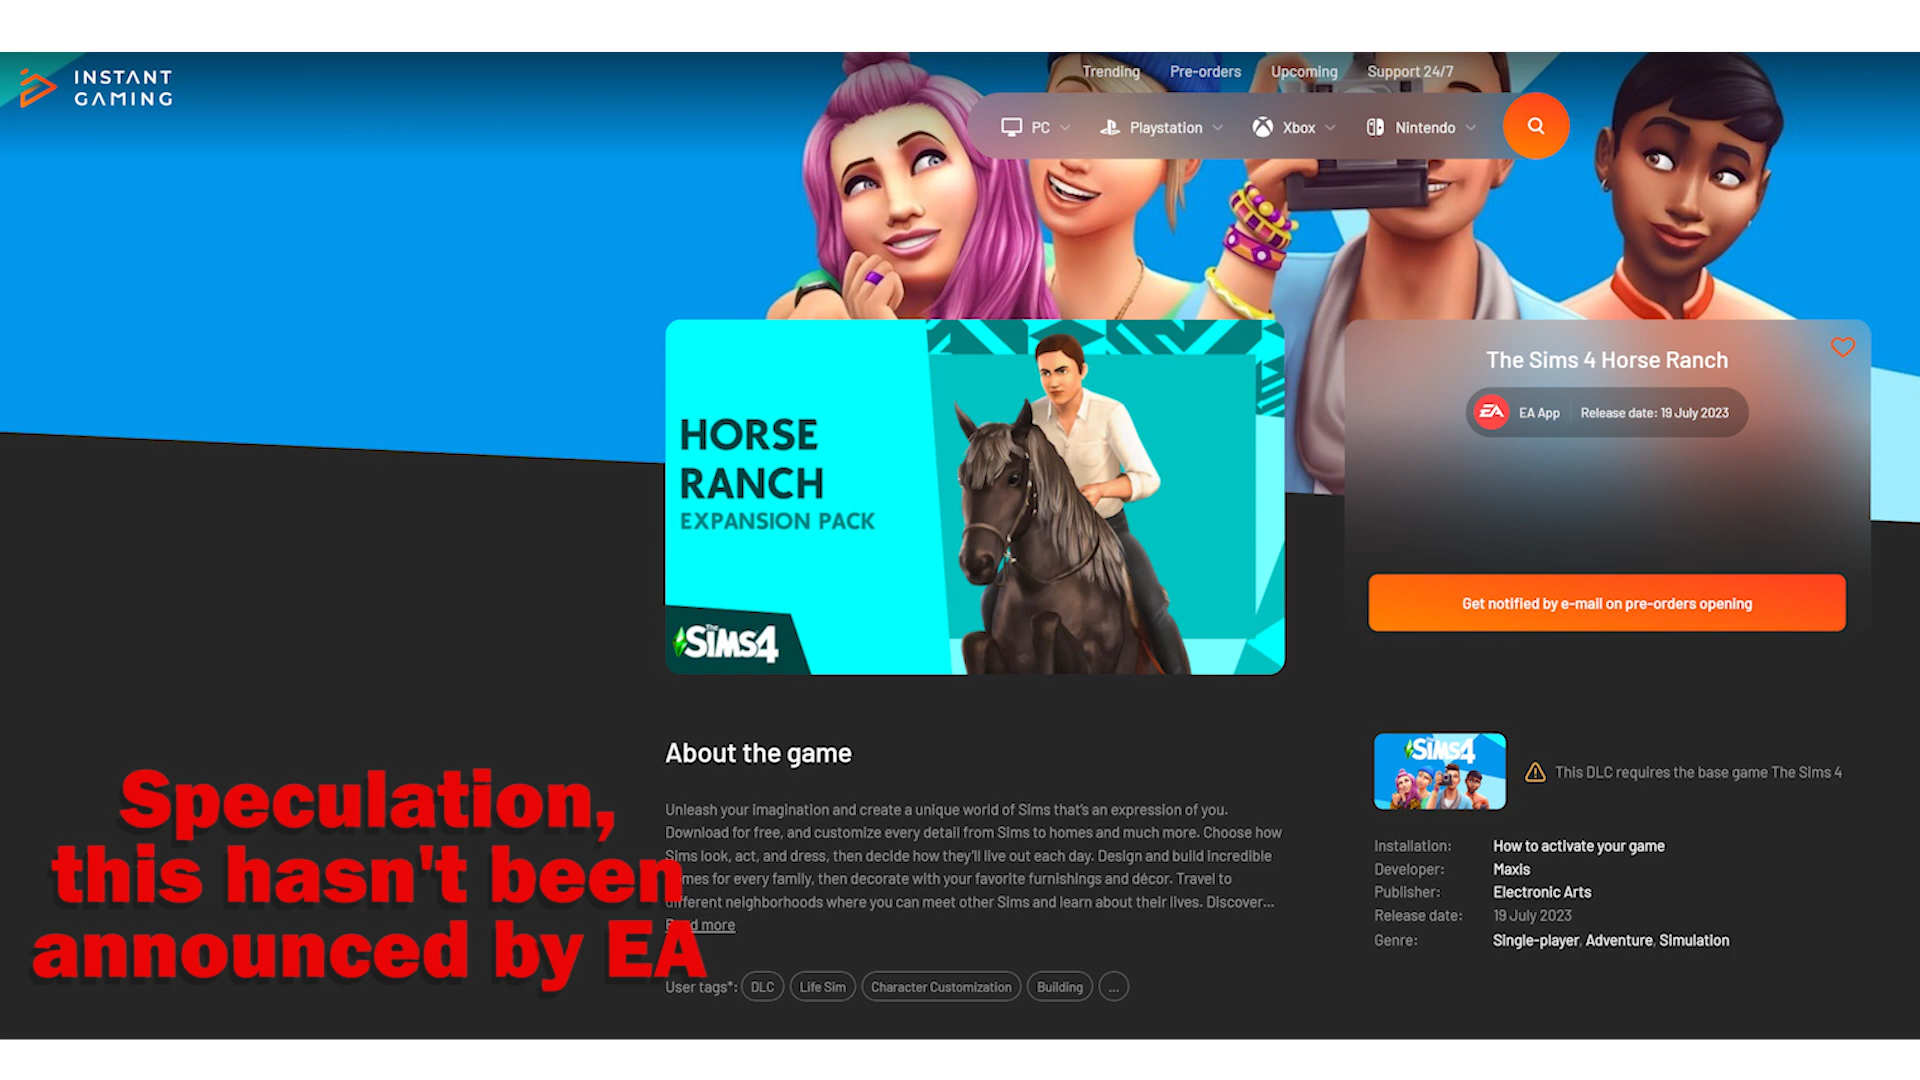 INSTANT
GAMING
Trending Pre-orders Upcoming Support 24/7
PC Playstation Xbox Nintendo
HORSE
RANCH
EXPANSION PACK
The SIMS4
The Sims 4 Horse Ranch
EA EA App Release date: 19 July 2023
Get notified by e-mail on pre-orders opening
About the game
Unleash your imagination and create a unique world of Sims that's an expression of you.
Download for free, and customize every detail from Sims to homes and much more. Choose how
Sims look, act, and dress, then decide how they'll live out each day. Design and build incredible
mes for every family, then decorate with your favorite furnishings and décor. Travel to
different neighborhoods where you can meet other Sims and learn about their lives. Discover...
Read more
User tags*: DLC Life Sim Character Customization Building ...
Speculation,
this hasn't been
announced by EA
The SIMS4
This DLC requires the base game The Sims 4
Installation: How to activate your game
Developer: Maxis
Publisher: Electronic Arts
Release date: 19 July 2023
Genre: Single-player, Adventure, Simulation